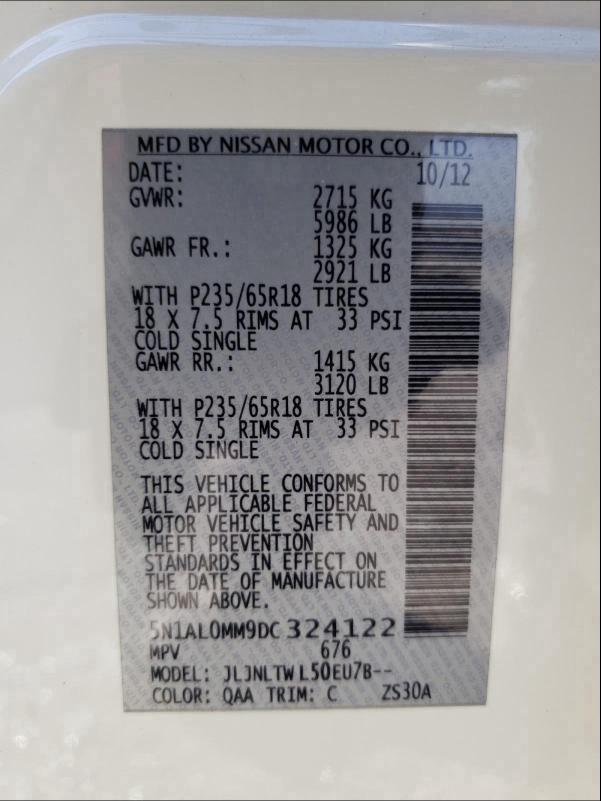 MFD BY NISSAN MOTOR CO., LTD.
DATE: 10/12
GVWR: 2715 KG
5986 LB
GAWR FR.: 1325 KG
2921 LB
WITH P235/65R18 TIRES
18 X 7.5 RIMS AT 33 PSI
COLD SINGLE
GAWR RR.: 1415 KG
3120 LB
WITH P235/65R18 TIRES
18 X 7.5 RIMS AT 33 PSI
COLD SINGLE
THIS VEHICLE CONFORMS TO
ALL APPLICABLE FEDERAL
MOTOR VEHICLE SAFETY AND
THEFT PREVENTION
STANDARDS IN EFFECT ON
THE DATE OF MANUFACTURE
SHOWN ABOVE.
5N1AL0MM9DC 324122
MPV 676
MODEL: JLJNLTW L50EU7B--
COLOR: QAA TRIM: C ZS30A